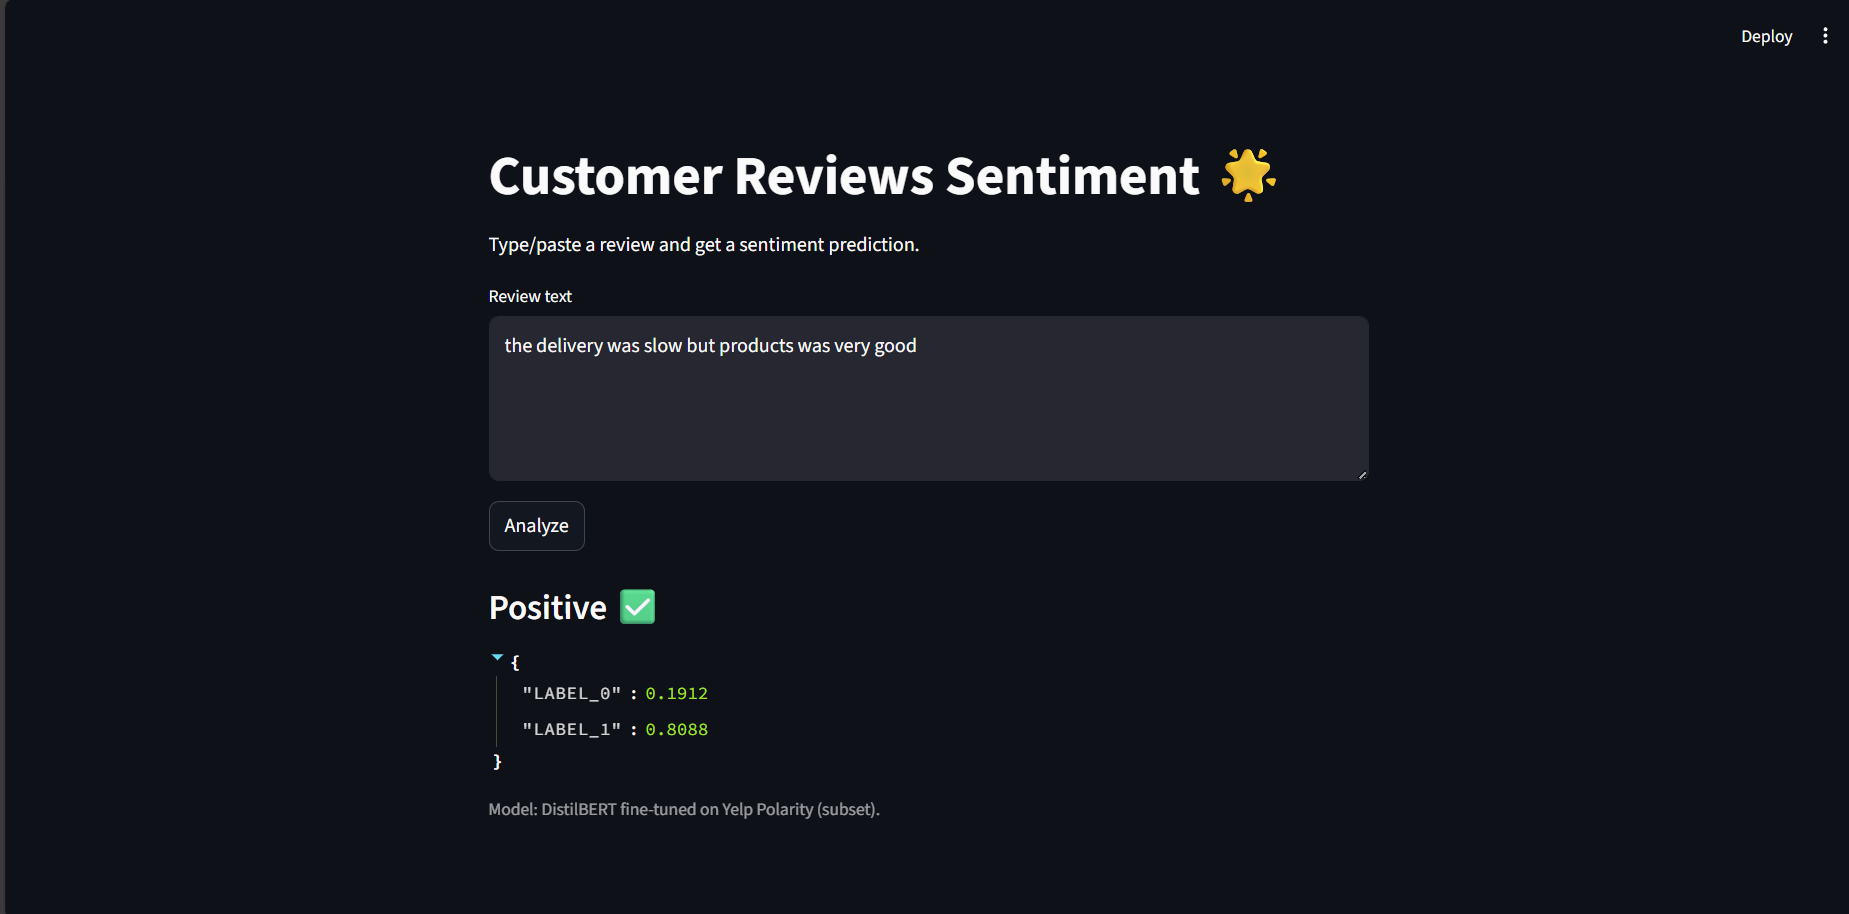 Deploy
Customer Reviews Sentiment 🌟
Type/paste a review and get a sentiment prediction.
Review text
the delivery was slow but products was very good
Analyze
Positive ✅
{
"LABEL_0" : 0.1912
"LABEL_1" : 0.8088
}
Model: DistilBERT fine-tuned on Yelp Polarity (subset).